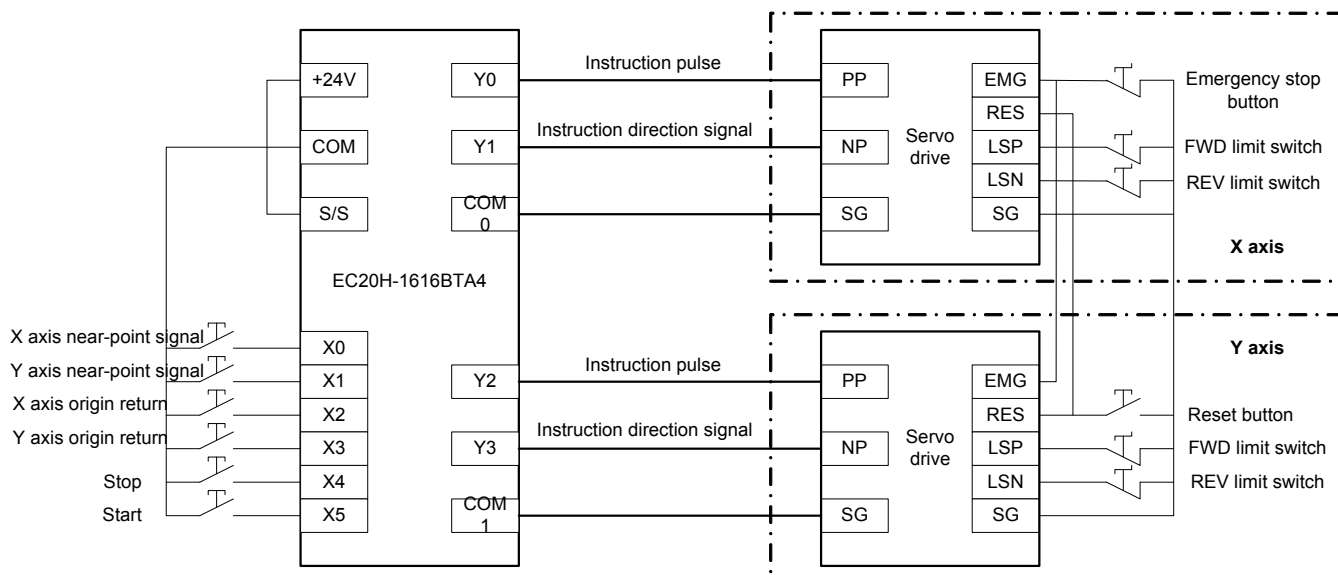 +24V
COM
S/S
Y0
Y1
COM
0
EC20H-1616BTA4
X axis near-point signal
Y axis near-point signal
X axis origin return
Y axis origin return
Stop
Start
X0
X1
X2
X3
X4
X5
Y2
Y3
COM
1
Instruction pulse
Instruction direction signal
Instruction pulse
Instruction direction signal
PP
NP
SG
Servo
drive
EMG
RES
LSP
LSN
SG
Emergency stop
button
FWD limit switch
REV limit switch
X axis
Y axis
PP
NP
SG
Servo
drive
EMG
RES
LSP
LSN
SG
Reset button
FWD limit switch
REV limit switch